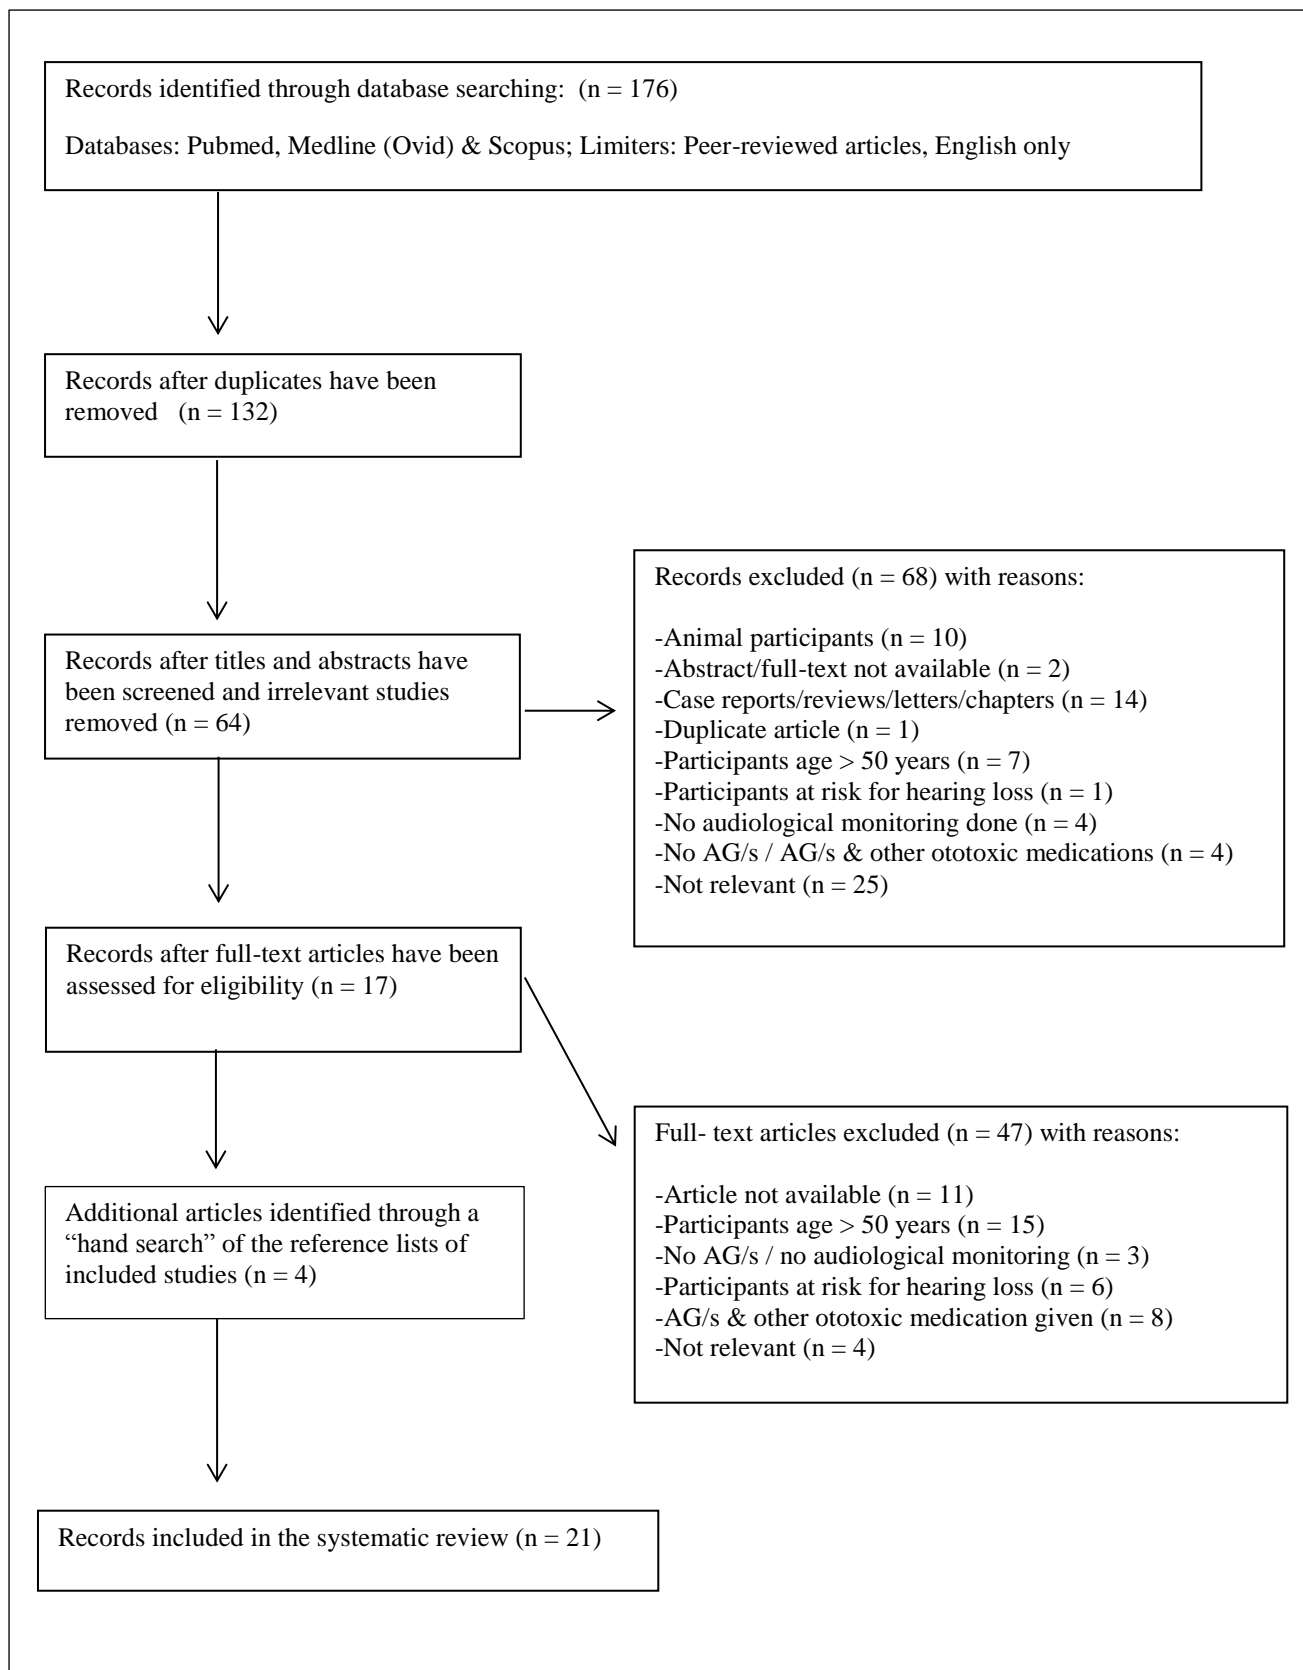 Records identified through database searching:  (n = 176)
Databases: Pubmed, Medline (Ovid) & Scopus; Limiters: Peer-reviewed articles, English only
Records after duplicates have been
removed   (n = 132)
Records after titles and abstracts have
been screened and irrelevant studies
removed (n = 64)
Records excluded (n = 68) with reasons:
-Animal participants (n = 10)
-Abstract/full-text not available (n = 2)
-Case reports/reviews/letters/chapters (n = 14)
-Duplicate article (n = 1)
-Participants age > 50 years (n = 7)
-Participants at risk for hearing loss (n = 1)
-No audiological monitoring done (n = 4)
-No AG/s / AG/s & other ototoxic medications (n = 4)
-Not relevant (n = 25)
Records after full-text articles have been
assessed for eligibility (n = 17)
Full- text articles excluded (n = 47) with reasons:
-Article not available (n = 11)
-Participants age > 50 years (n = 15)
-No AG/s / no audiological monitoring (n = 3)
-Participants at risk for hearing loss (n = 6)
-AG/s & other ototoxic medication given (n = 8)
-Not relevant (n = 4)
Additional articles identified through a
“hand search” of the reference lists of
included studies (n = 4)
Records included in the systematic review (n = 21)